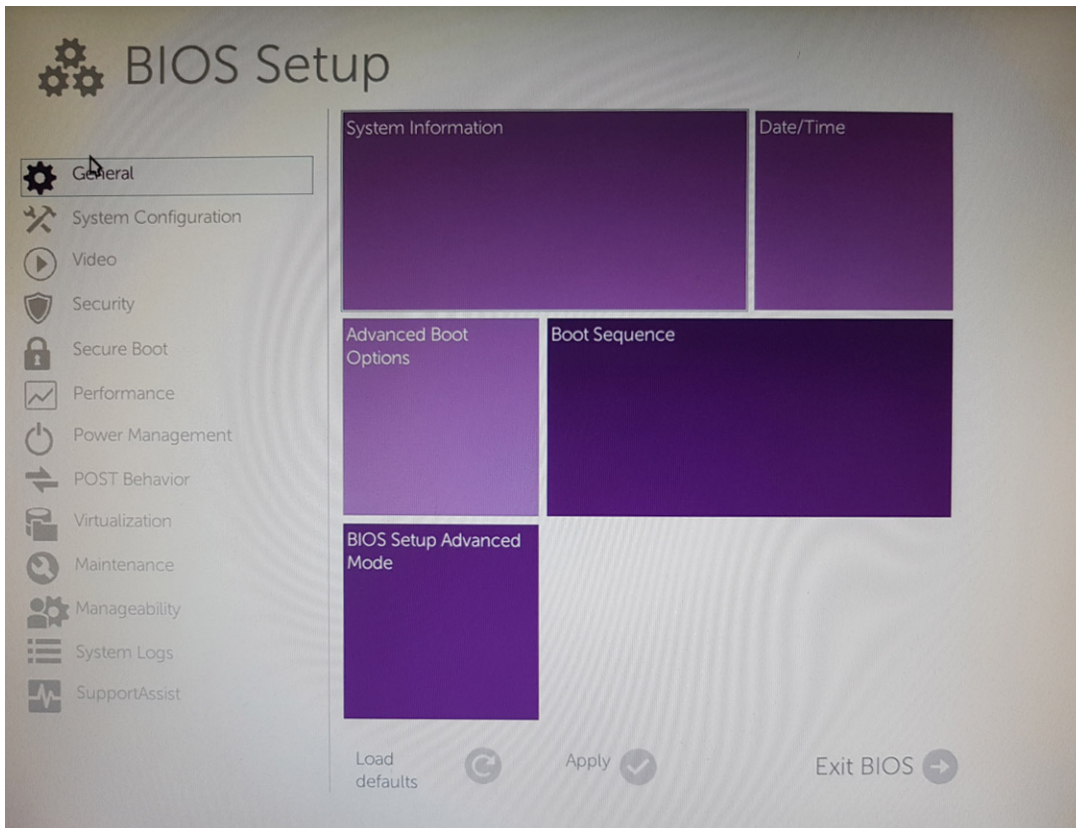 BIOS Setup
General
System Configuration
Video
Security
Secure Boot
Performance
Power Management
POST Behavior
Virtualization
Maintenance
Manageability
System Logs
SupportAssist
System Information
Date/Time
Advanced Boot
Options
Boot Sequence
BIOS Setup Advanced
Mode
Load
defaults
Apply
Exit BIOS